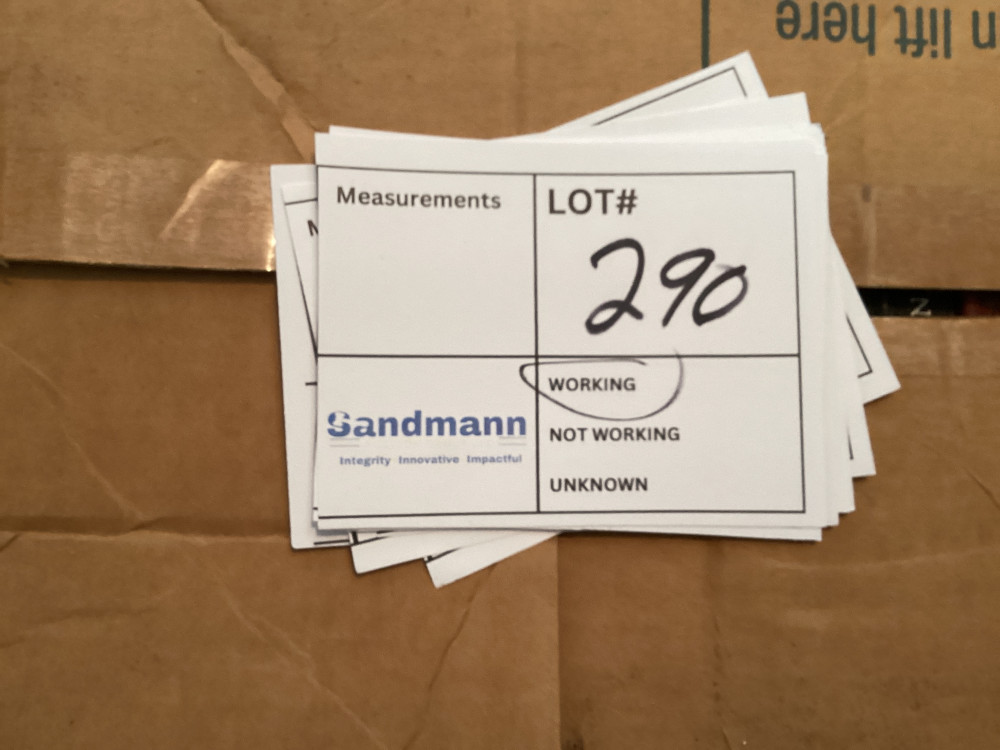 n lift here
Measurements
LOT#
290
WORKING
NOT WORKING
UNKNOWN
Sandmann
Integrity Innovative Impactful
N